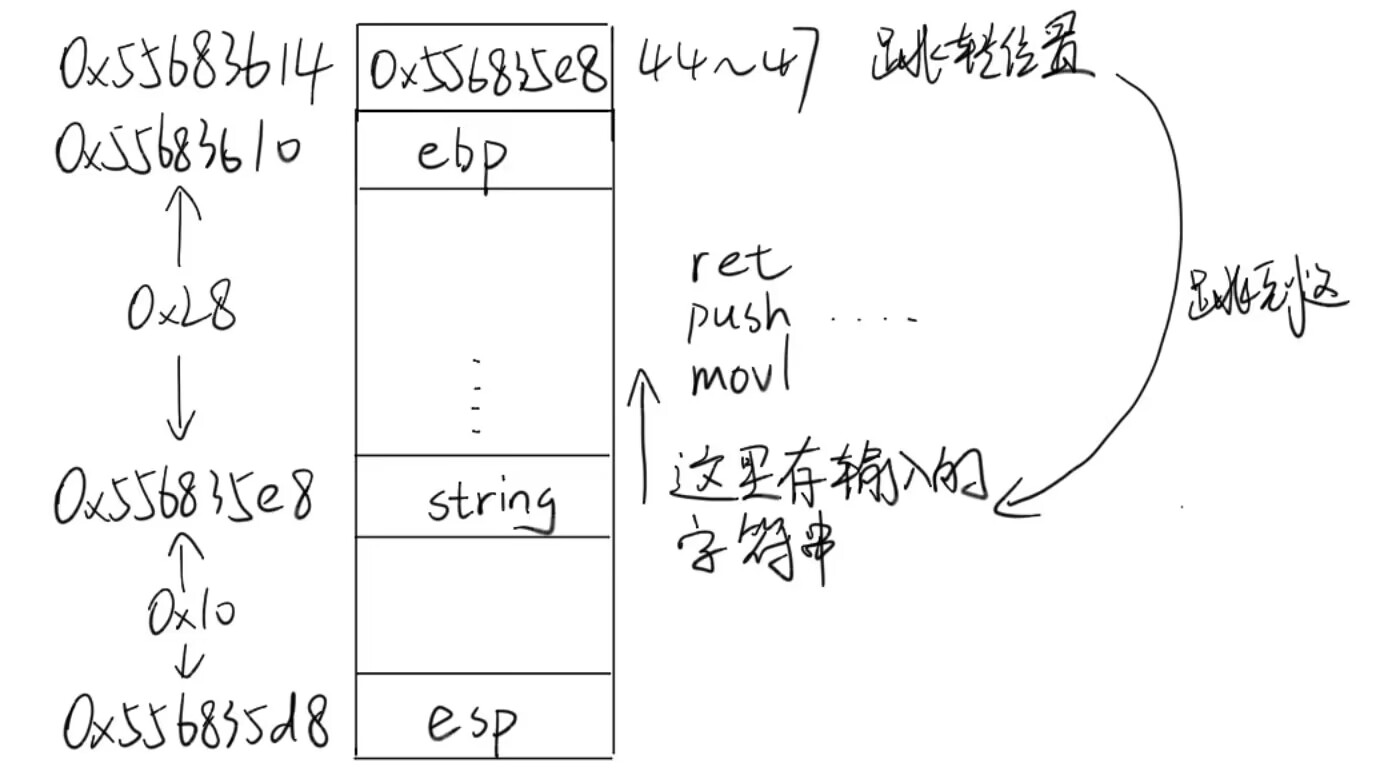 0x55683614 0x556835e8 44~47 跳转位置
0x55683610 ebp
ret
0x28 push ..... 跳到这
movl
0x556835e8 string 这里存输入的
字符串
0x10
0x556835d8 esp